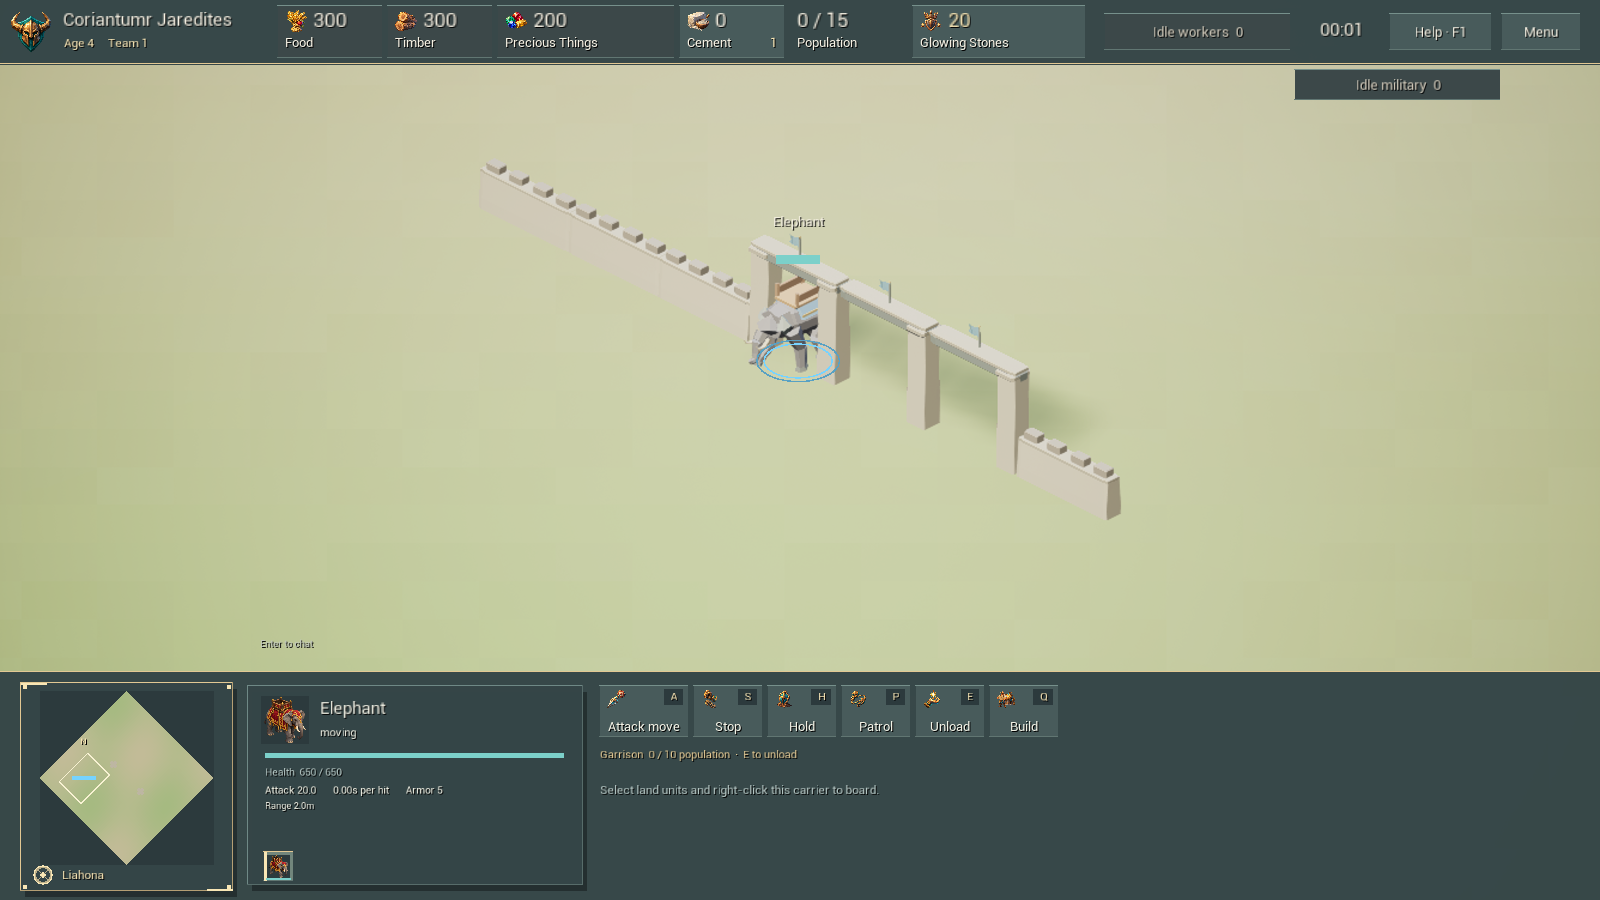 Coriantumr Jaredites
Age 4 Team 1
300
Food
300
Timber
200
Precious Things
0
Cement 1
0 / 15
Population
20
Glowing Stones
Idle workers 0
00:01
Help · F1
Menu
Idle military 0
Elephant
Enter to chat
N
Liahona
Elephant
moving
Health 650 / 650
Attack 20.0 0.00s per hit Armor 5
Range 2.0m
A
Attack move
S
Stop
H
Hold
P
Patrol
E
Unload
Q
Build
Garrison 0 / 10 population · E to unload
Select land units and right-click this carrier to board.